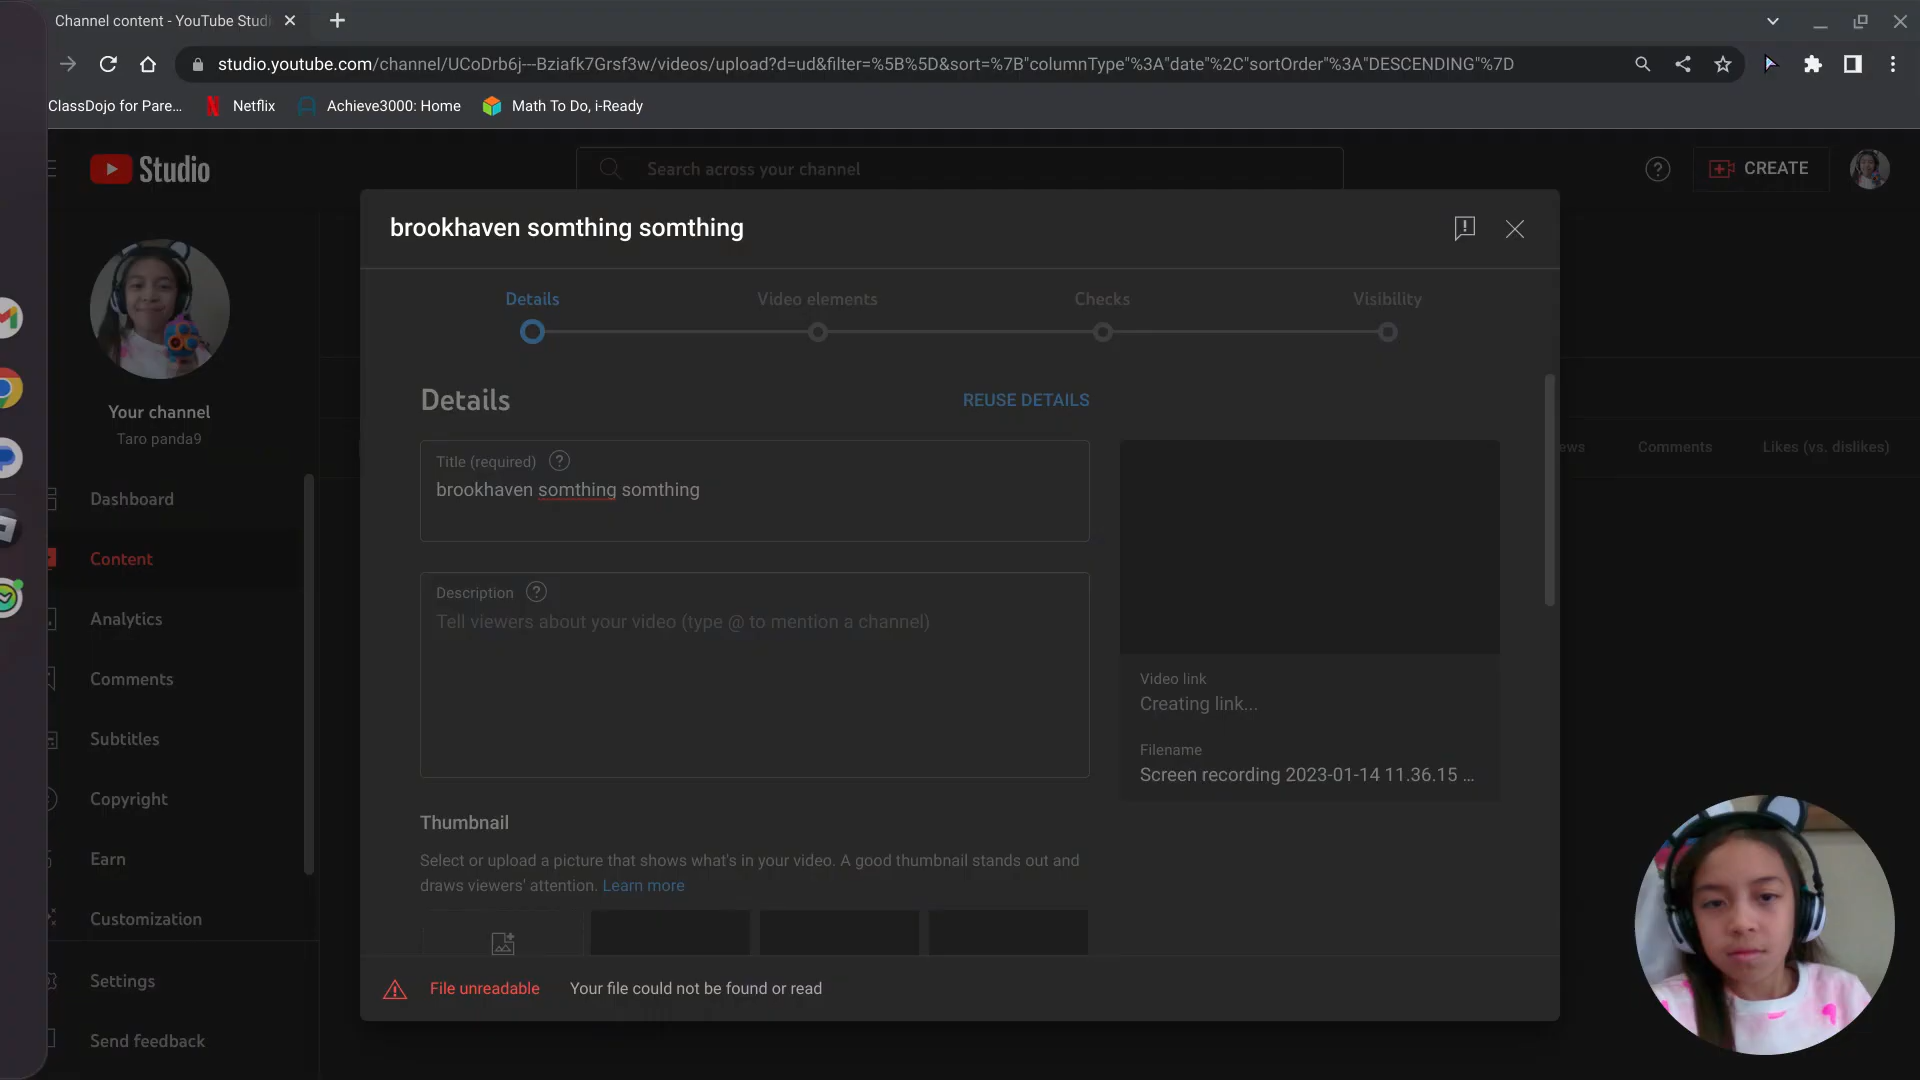 Channel content - YouTube Studi
studio.youtube.com/channel/UCoDrb6j---Bziafk7Grsf3w/videos/upload?d=ud&filter=%5B%5D&sort=%7B"columnType"%3A"date"%2C"sortOrder"%3A"DESCENDING"%7D
ClassDojo for Pare...
Netflix
Achieve3000: Home
Math To Do, i-Ready
Studio
Search across your channel
CREATE
brookhaven somthing somthing
Details
Video elements
Checks
Visibility
Your channel
Taro panda9
Dashboard
Content
Analytics
Comments
Subtitles
Copyright
Earn
Customization
Settings
Send feedback
Details
REUSE DETAILS
Title (required)
brookhaven somthing somthing
Description
Tell viewers about your video (type @ to mention a channel)
Thumbnail
Select or upload a picture that shows what's in your video. A good thumbnail stands out and
draws viewers' attention. Learn more
Video link
Creating link...
Filename
Screen recording 2023-01-14 11.36.15 ...
ews
Comments
Likes (vs. dislikes)
File unreadable
Your file could not be found or read